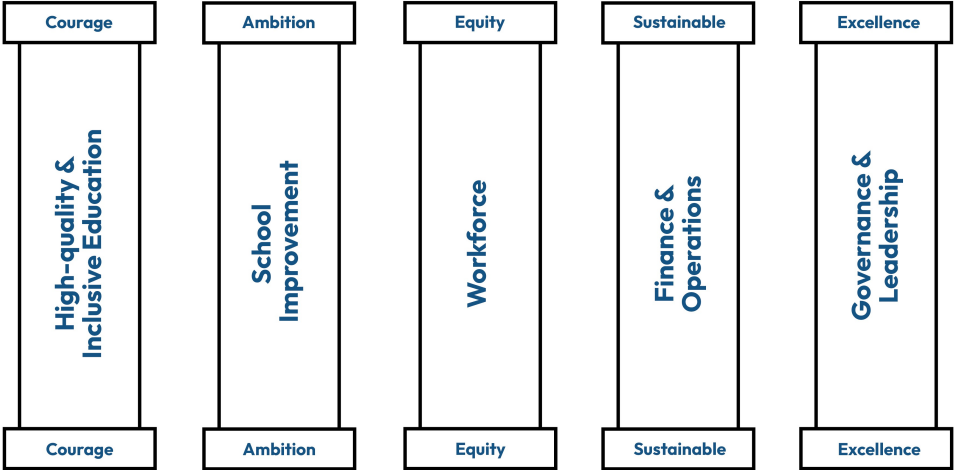 Courage
Ambition
Equity
Sustainable
Excellence
High-quality &
Inclusive Education
School
Improvement
Workforce
Finance &
Operations
Governance &
Leadership
Courage
Ambition
Equity
Sustainable
Excellence